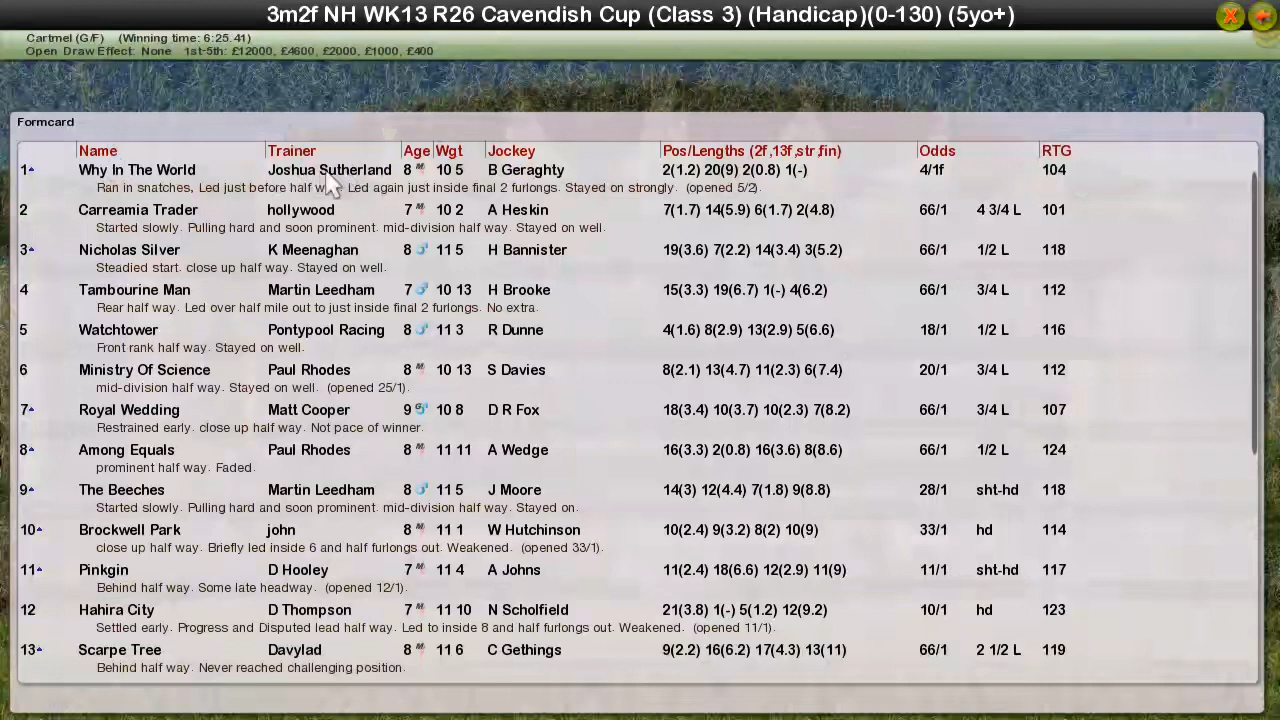 3m2f NH WK13 R26 Cavendish Cup (Class 3) (Handicap)(0-130) (5yo+)
Cartmel (G/F) (Winning time: 6:25.41)
Open Draw Effect: None 1st-5th: £12000, £4600, £2000, £1000, £400
Formcard
Name Trainer Age Wgt Jockey Pos/Lengths (2f,13f,str,fin) Odds RTG
1 Why In The World Joshua Sutherland 8 10 5 B Geraghty 2(1.2) 20(9) 2(0.8) 1(-) 4/1f 104
Ran in snatches, Led just before half Led again just inside final 2 furlongs. Stayed on strongly. (opened 5/2).
2 Carreamia Trader hollywood 7 10 2 A Heskin 7(1.7) 14(5.9) 6(1.7) 2(4.8) 66/1 4 3/4 L 101
Started slowly. Pulling hard and soon prominent. mid-division half way. Stayed on well.
3 Nicholas Silver K Meenaghan 8 11 5 H Bannister 19(3.6) 7(2.2) 14(3.4) 3(5.2) 66/1 1/2 L 118
Steadied start. close up half way. Stayed on well.
4 Tambourine Man Martin Leedham 7 10 13 H Brooke 15(3.3) 19(6.7) 1(-) 4(6.2) 66/1 3/4 L 112
Rear half way. Led over half mile out to just inside final 2 furlongs. No extra.
5 Watchtower Pontypool Racing 8 11 3 R Dunne 4(1.6) 8(2.9) 13(2.9) 5(6.6) 18/1 1/2 L 116
Front rank half way. Stayed on well.
6 Ministry Of Science Paul Rhodes 8 10 13 S Davies 8(2.1) 13(4.7) 11(2.3) 6(7.4) 20/1 3/4 L 112
mid-division half way. Stayed on well. (opened 25/1).
7 Royal Wedding Matt Cooper 9 10 8 D R Fox 18(3.4) 10(3.7) 10(2.3) 7(8.2) 66/1 3/4 L 107
Restrained early. close up half way. Not pace of winner.
8 Among Equals Paul Rhodes 8 11 11 A Wedge 16(3.3) 2(0.8) 16(3.6) 8(8.6) 66/1 1/2 L 124
prominent half way. Faded.
9 The Beeches Martin Leedham 8 11 5 J Moore 14(3) 12(4.4) 7(1.8) 9(8.8) 28/1 sht-hd 118
Started slowly. Pulling hard and soon prominent. mid-division half way. Stayed on.
10 Brockwell Park john 8 11 1 W Hutchinson 10(2.4) 9(3.2) 8(2) 10(9) 33/1 hd 114
close up half way. Briefly led inside 6 and half furlongs out. Weakened. (opened 33/1).
11 Pinkgin D Hooley 7 11 4 A Johns 11(2.4) 18(6.6) 12(2.9) 11(9) 11/1 sht-hd 117
Behind half way. Some late headway. (opened 12/1).
12 Hahira City D Thompson 7 11 10 N Scholfield 21(3.8) 1(-) 5(1.2) 12(9.2) 10/1 hd 123
Settled early. Progress and Disputed lead half way. Led to inside 8 and half furlongs out. Weakened. (opened 11/1).
13 Scarpe Tree Davylad 8 11 6 C Gethings 9(2.2) 16(6.2) 17(4.3) 13(11) 66/1 2 1/2 L 119
Behind half way. Never reached challenging position.